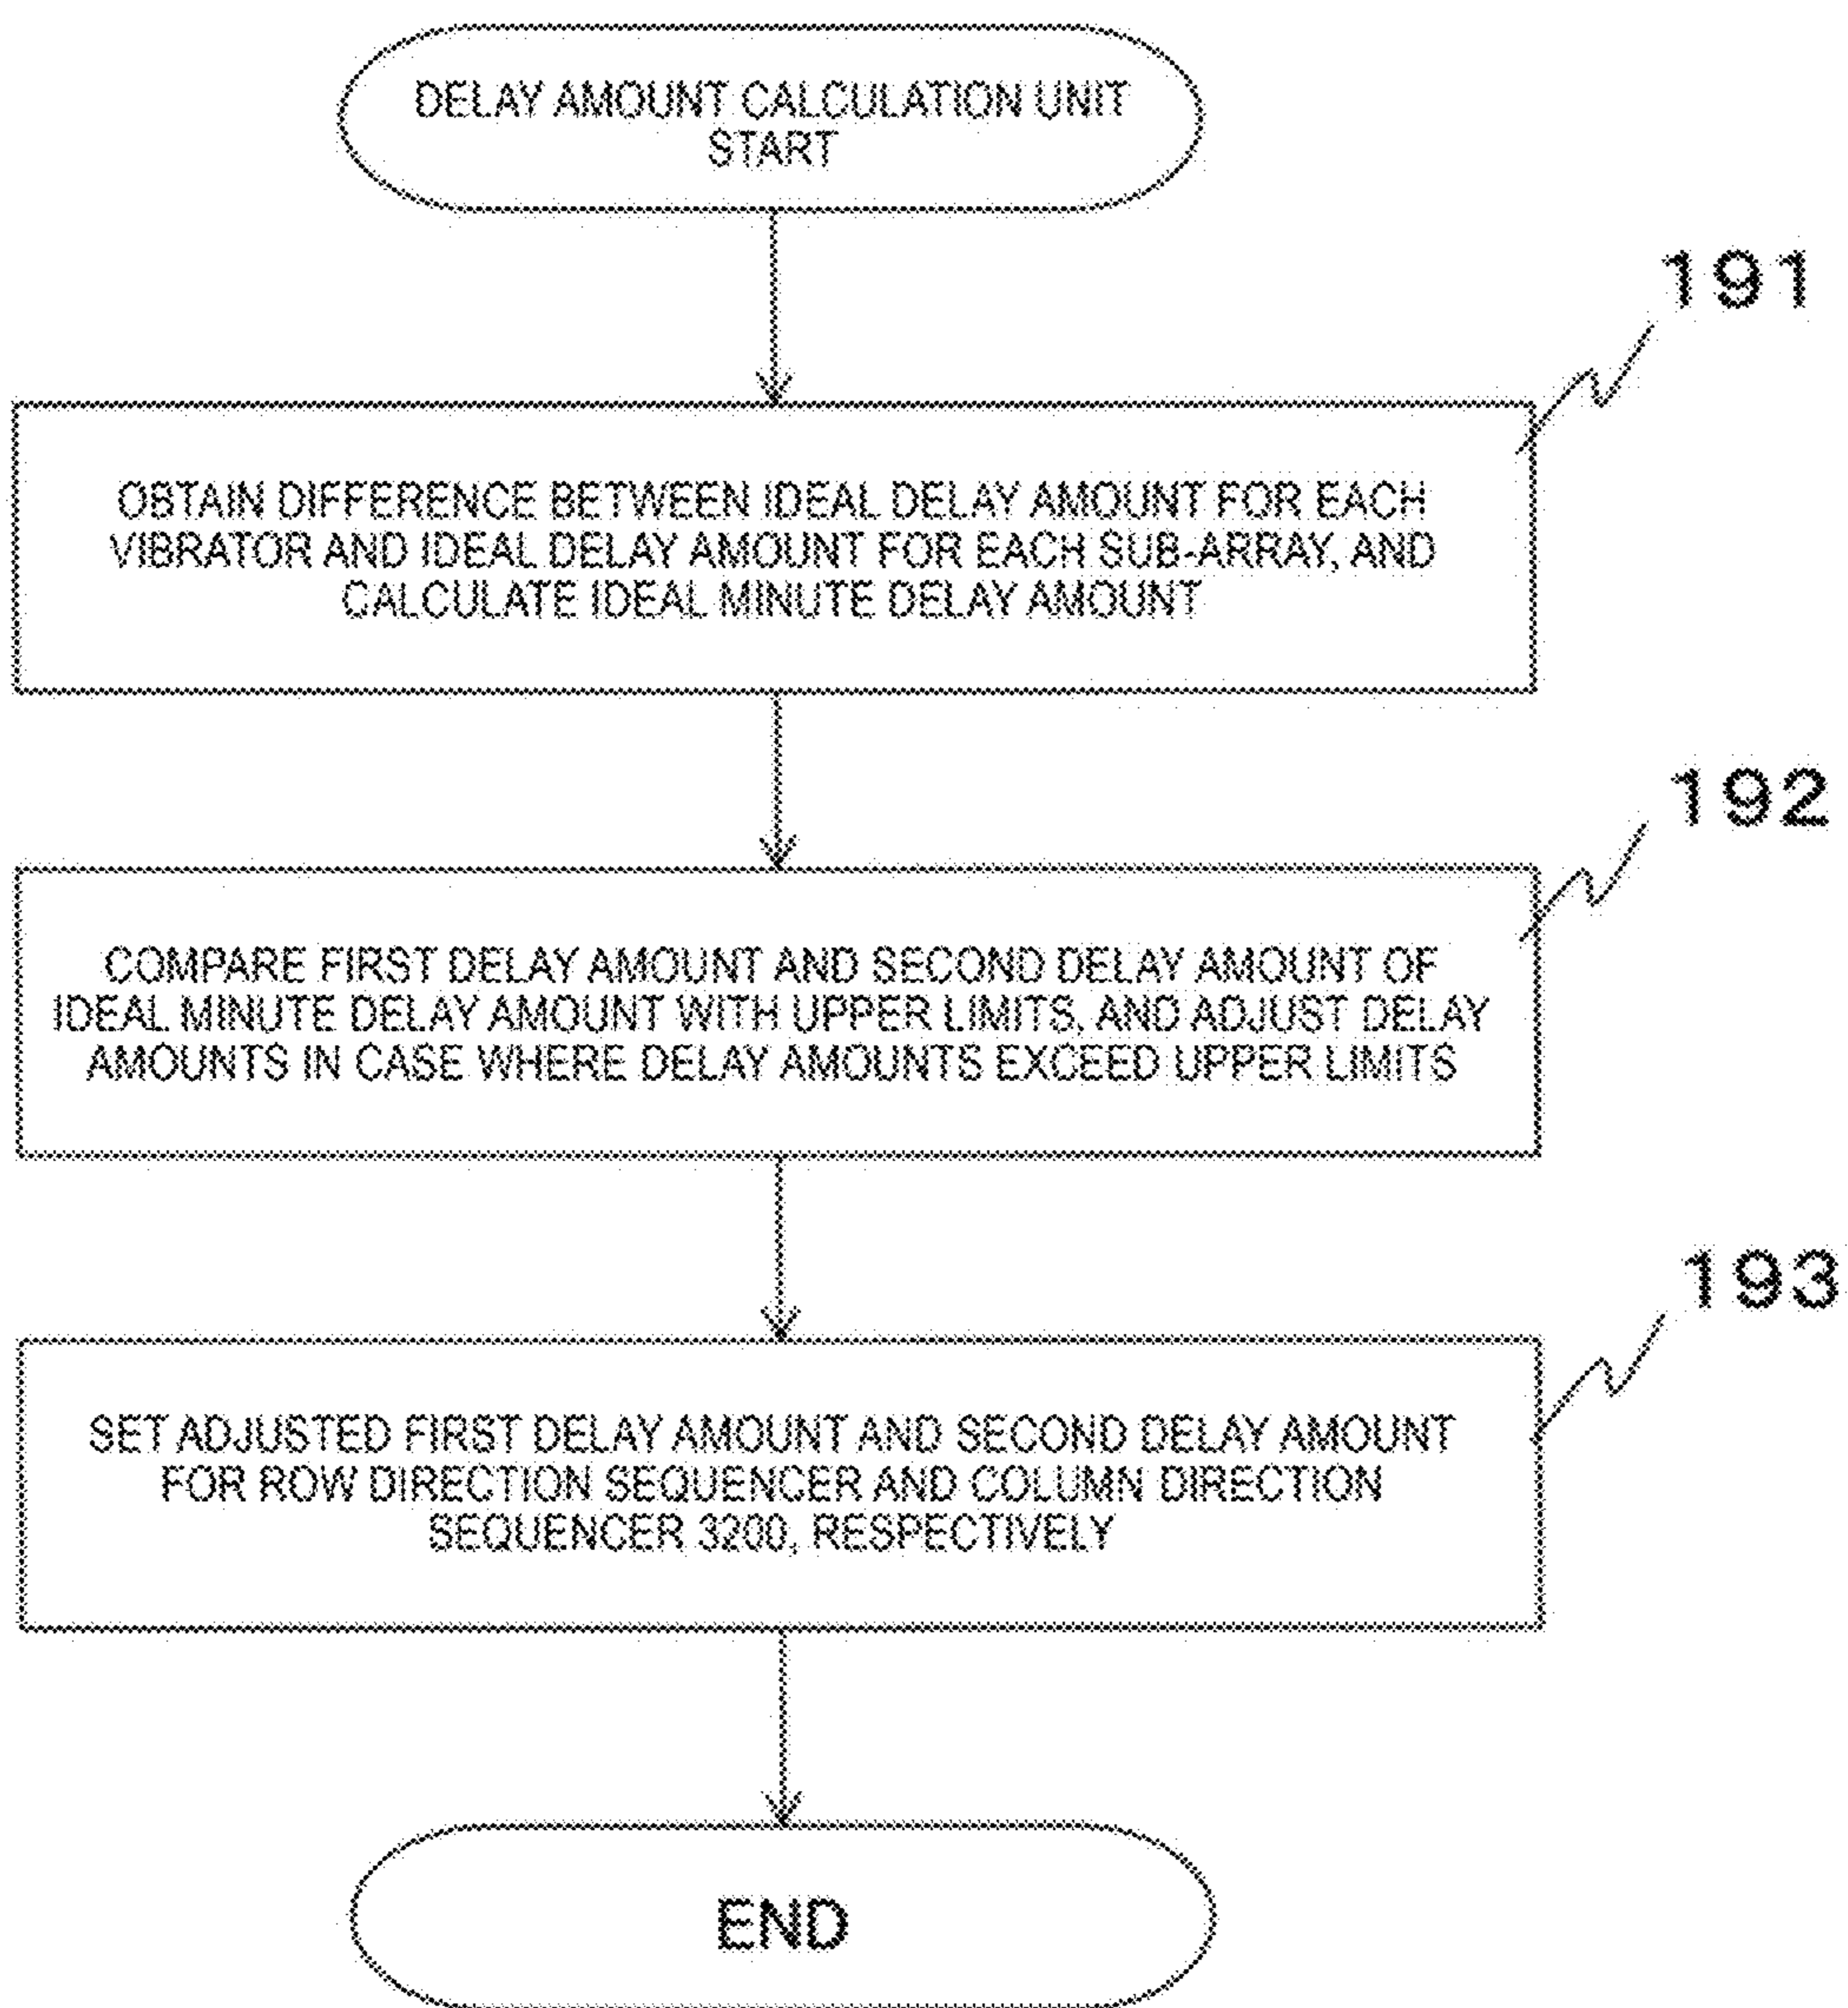 DELAY AMOUNT CALCULATION UNIT
START
191
OBTAIN DIFFERENCE BETWEEN IDEAL DELAY AMOUNT FOR EACH
VIBRATOR AND IDEAL DELAY AMOUNT FOR EACH SUB-ARRAY, AND
CALCULATE IDEAL MINUTE DELAY AMOUNT
192
COMPARE FIRST DELAY AMOUNT AND SECOND DELAY AMOUNT OF
IDEAL MINUTE DELAY AMOUNT WITH UPPER LIMITS, AND ADJUST DELAY
AMOUNTS IN CASE WHERE DELAY AMOUNTS EXCEED UPPER LIMITS
193
SET ADJUSTED FIRST DELAY AMOUNT AND SECOND DELAY AMOUNT
FOR ROW DIRECTION SEQUENCER AND COLUMN DIRECTION
SEQUENCER 3200, RESPECTIVELY
END